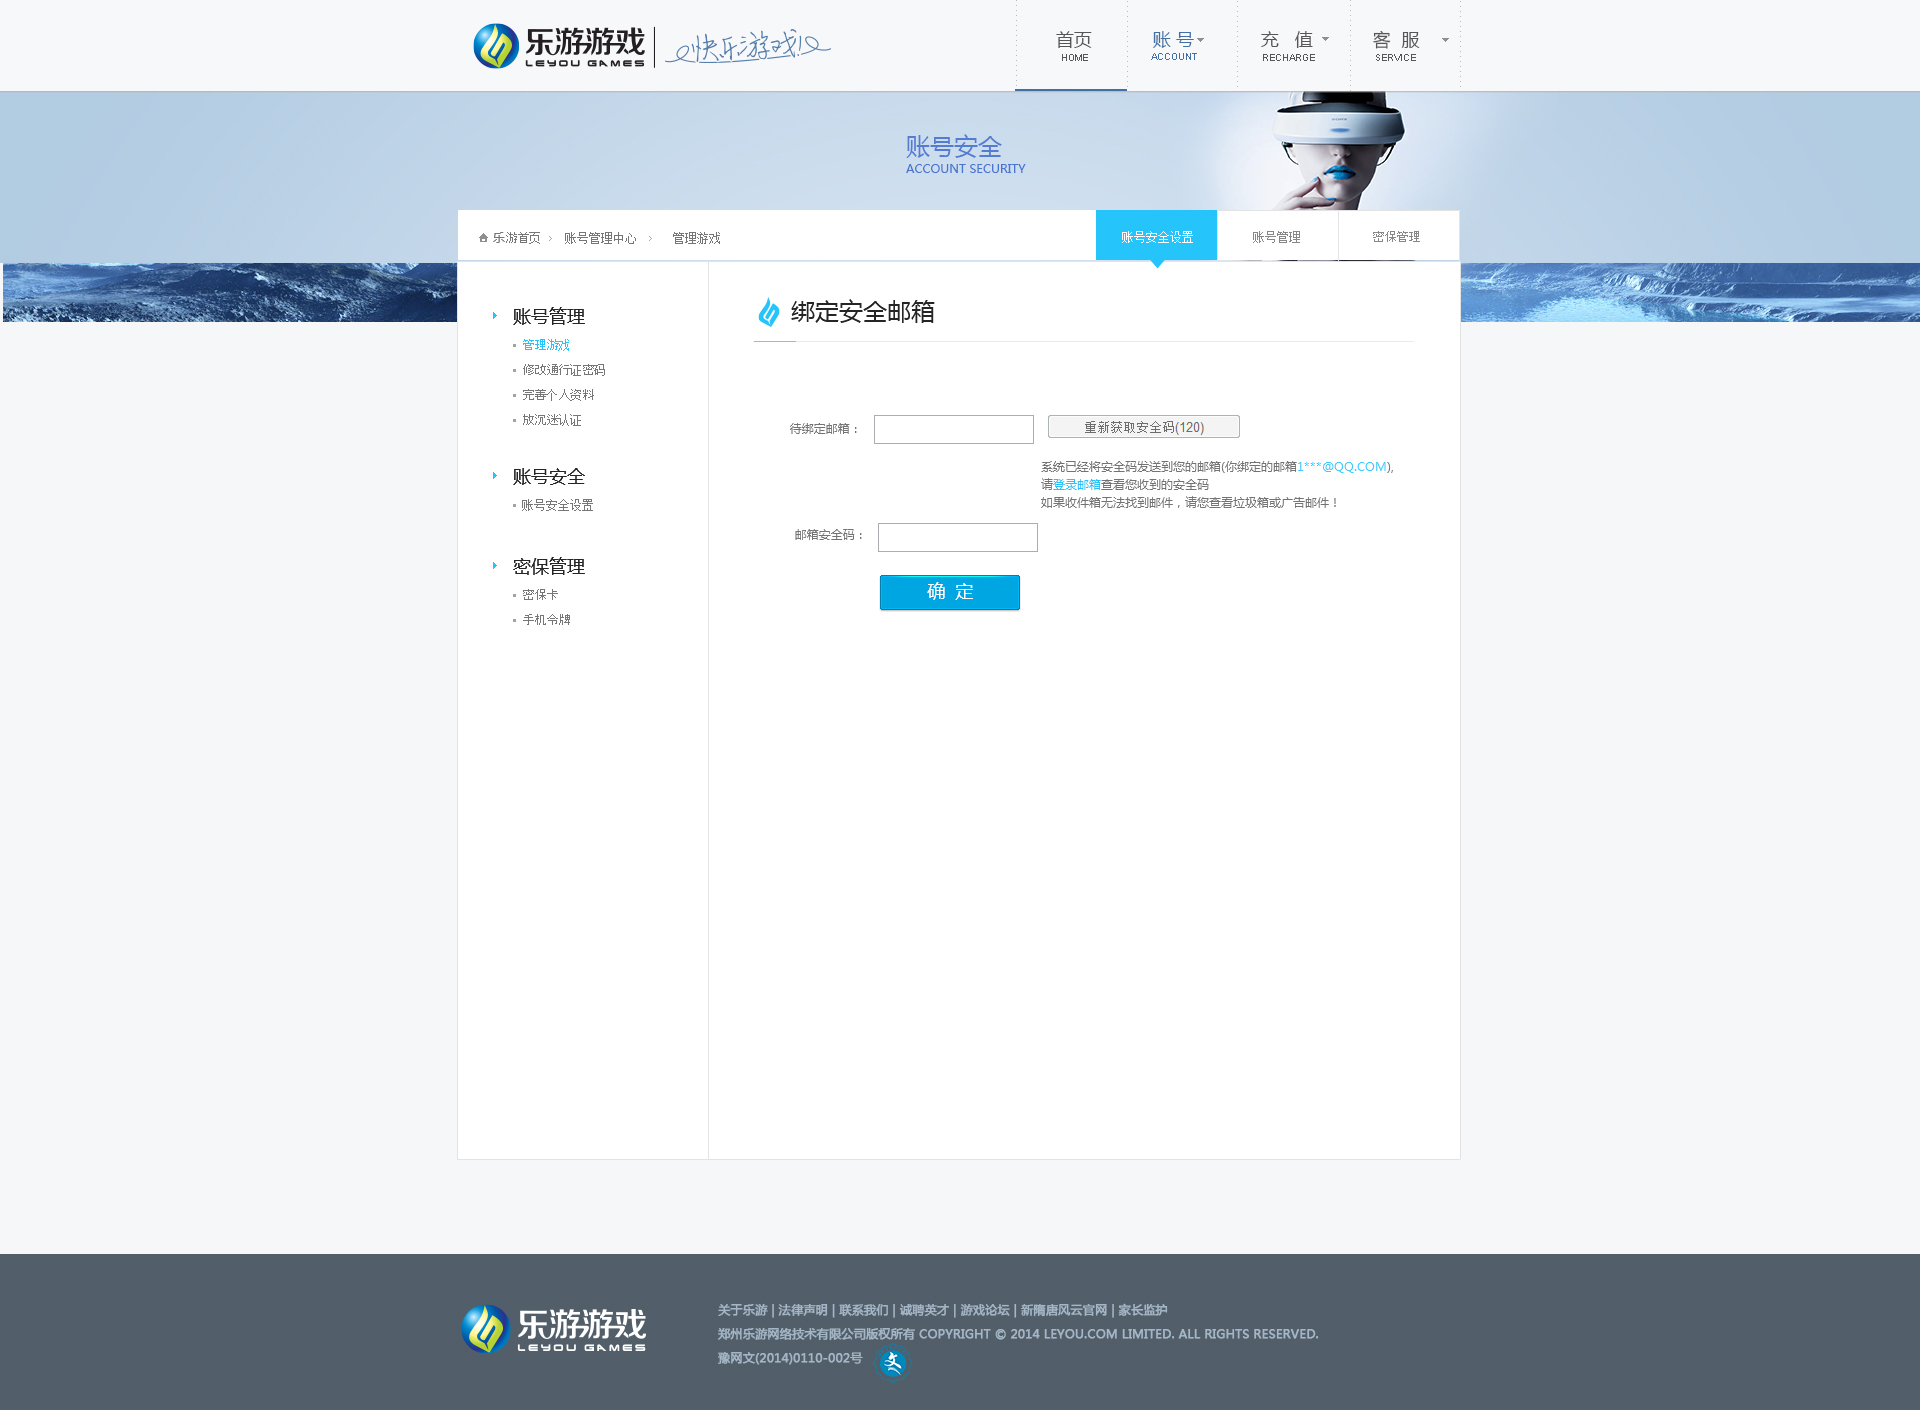 乐游游戏
LEYOU GAMES
快乐游戏
首页
HOME
账号
ACCOUNT
充 值
RECHARGE
客 服
SERVICE
账号安全
ACCOUNT SECURITY
乐游首页 > 账号管理中心 > 管理游戏
账号安全设置
账号管理
密保管理
账号管理
管理游戏
修改通行证密码
完善个人资料
放沉迷认证
账号安全
账号安全设置
密保管理
密保卡
手机令牌
绑定安全邮箱
待绑定邮箱：
重新获取安全码(120)
系统已经将安全码发送到您的邮箱(你绑定的邮箱1***@QQ.COM),
请登录邮箱查看您收到的安全码
如果收件箱无法找到邮件，请您查看垃圾箱或广告邮件！
邮箱安全码：
确 定
乐游游戏
LEYOU GAMES
关于乐游 | 法律声明 | 联系我们 | 诚聘英才 | 游戏论坛 | 新隋唐风云官网 | 家长监护
郑州乐游网络技术有限公司版权所有 COPYRIGHT © 2014 LEYOU.COM LIMITED. ALL RIGHTS RESERVED.
豫网文(2014)0110-002号